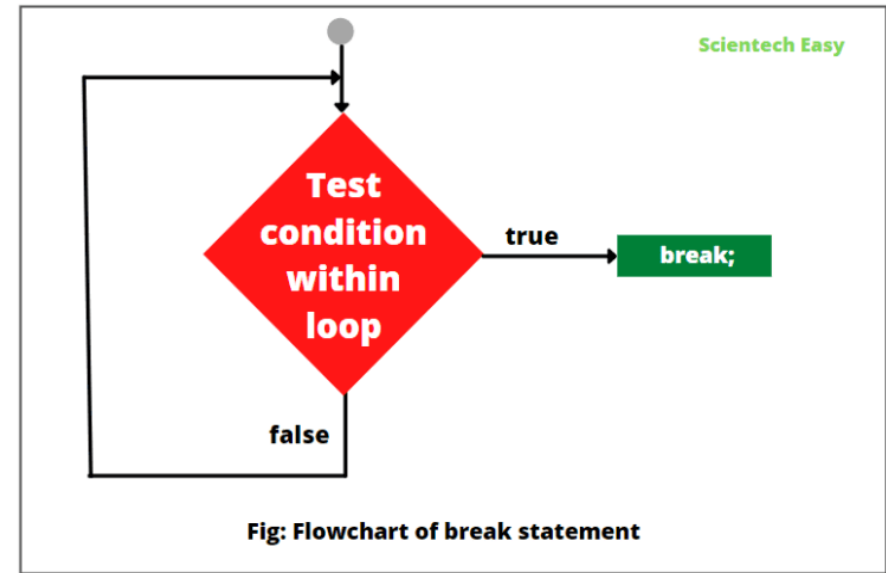 Scientech Easy
Test
condition
within
loop
true
break;
false
Fig: Flowchart of break statement